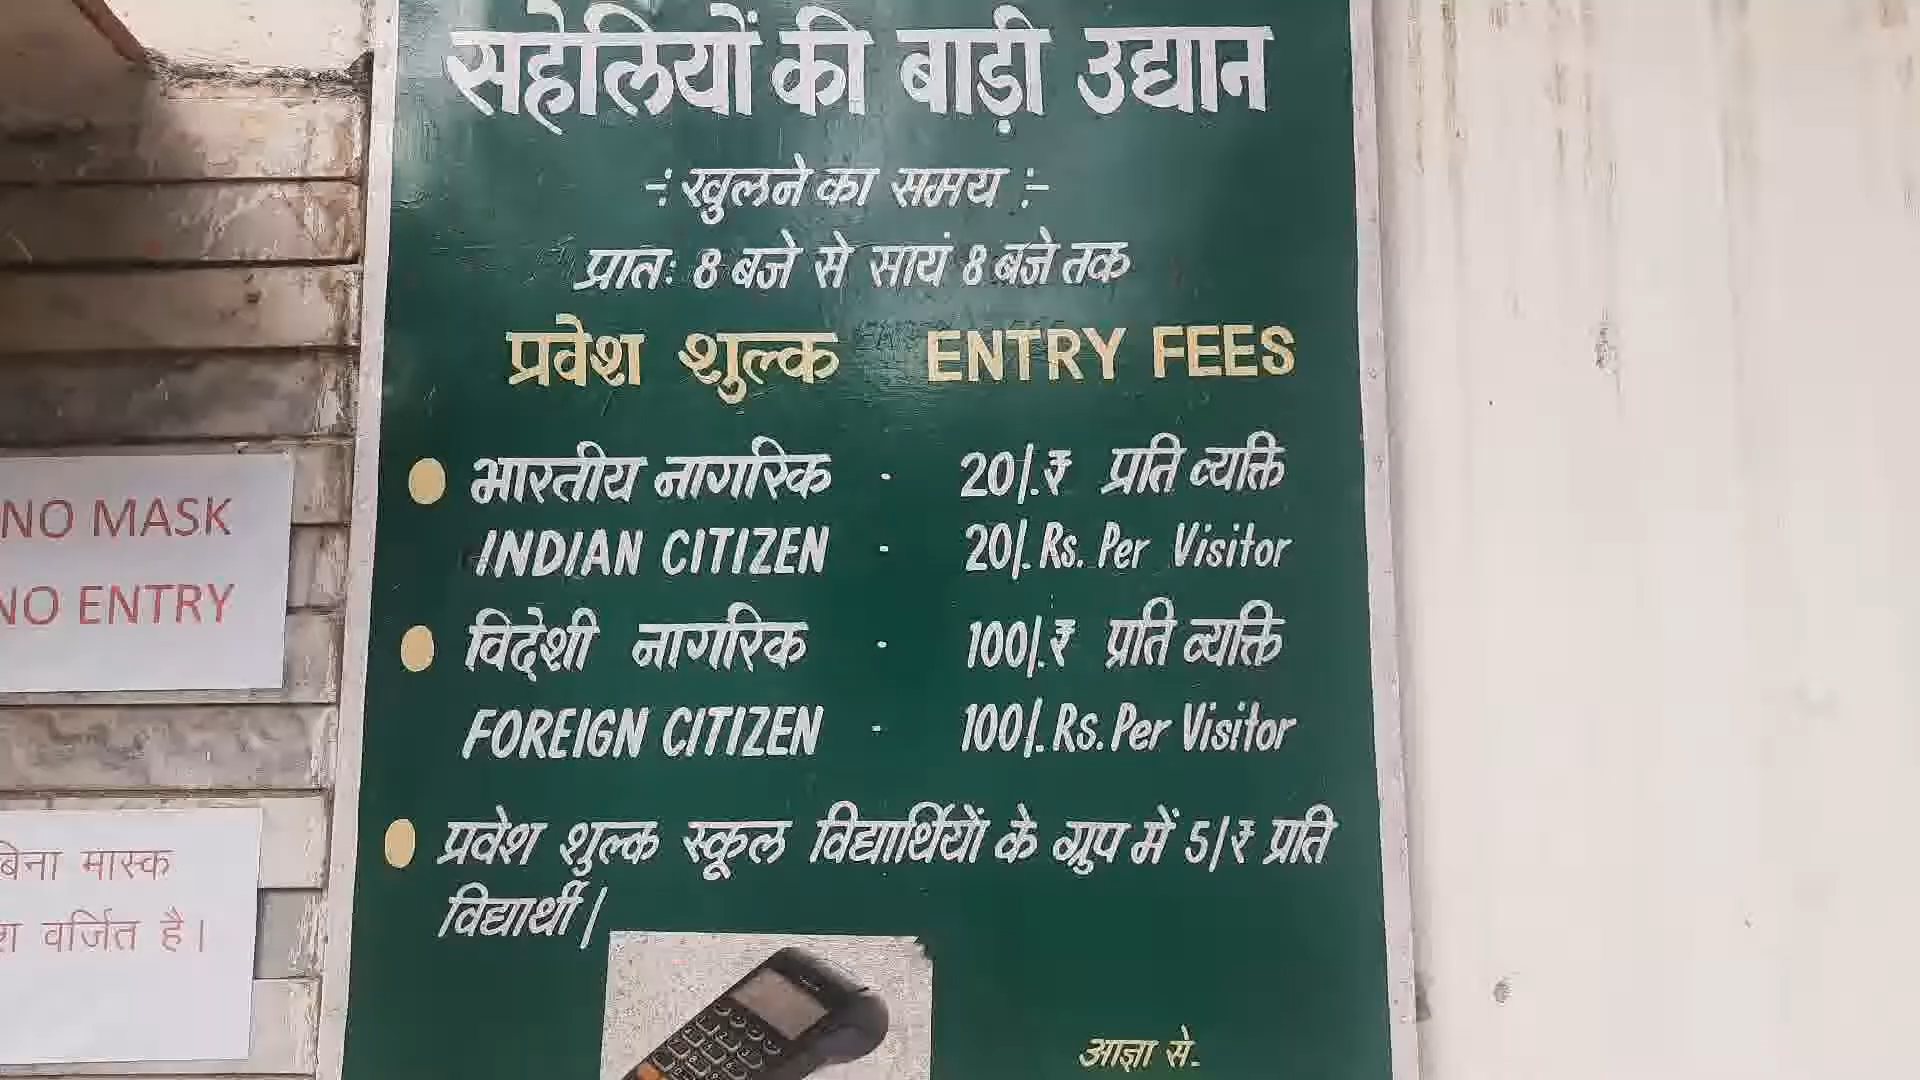 सहेलियों की बाड़ी उद्यान
-: खुलने का समय :-
प्रातः 8 बजे से सायं 8 बजे तक
प्रवेश शुल्क ENTRY FEES
भारतीय नागरिक - 20/.₹ प्रति व्यक्ति
INDIAN CITIZEN - 20/. Rs. Per Visitor
विदेशी नागरिक - 100/.₹ प्रति व्यक्ति
FOREIGN CITIZEN - 100/. Rs. Per Visitor
प्रवेश शुल्क स्कूल विद्यार्थियों के ग्रुप में 5/₹ प्रति
विद्यार्थी|
आज्ञा से-
NO MASK
NO ENTRY
बिना मास्क
वर्जित है।